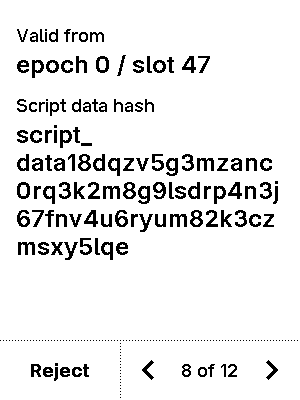 Valid from
epoch 0 / slot 47
Script data hash
script_
data18dqzv5g3mzanc
0rq3k2m8g9lsdrp4n3j
67fnv4u6ryum82k3cz
msxy5lqe
Reject
8 of 12